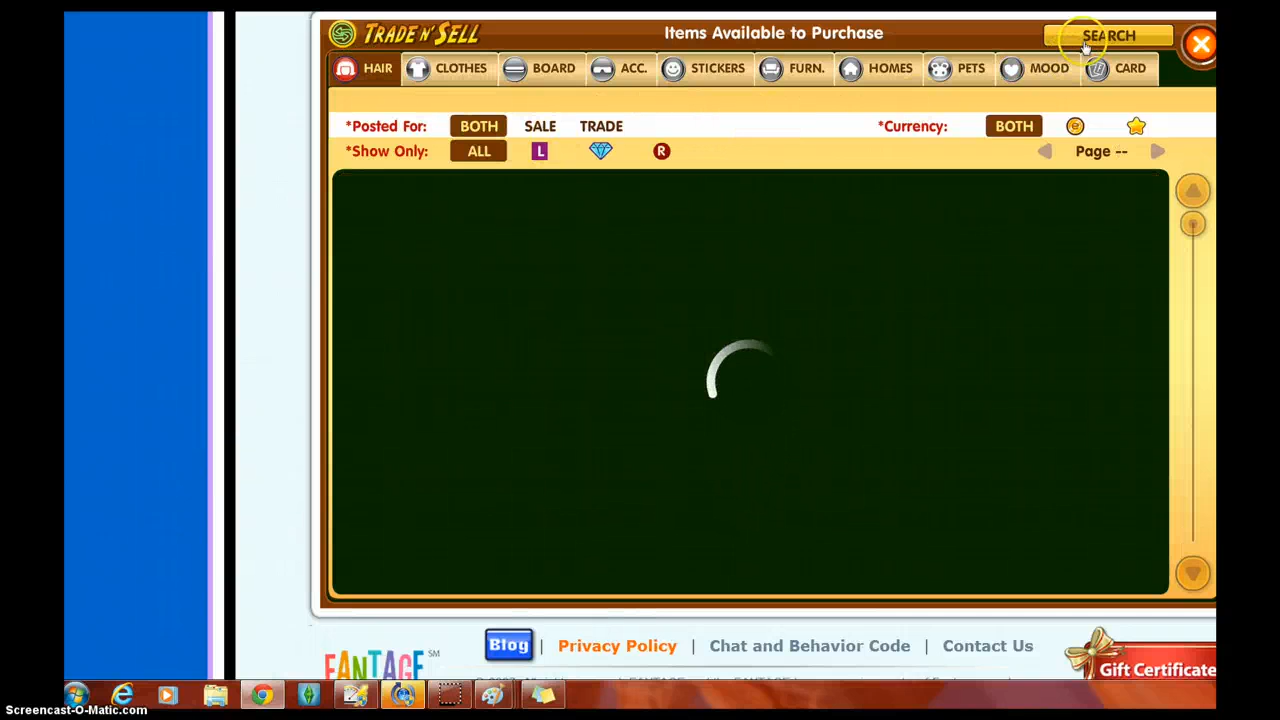 TRADE N' SELL
Items Available to Purchase
SEARCH
HAIR CLOTHES BOARD ACC. STICKERS FURN. HOMES PETS MOOD CARD
*Posted For: BOTH SALE TRADE *Currency: BOTH
*Show Only: ALL L R Page --
Blog | Privacy Policy | Chat and Behavior Code | Contact Us
FANTAGE SM
Gift Certificate
Screencast-O-Matic.com